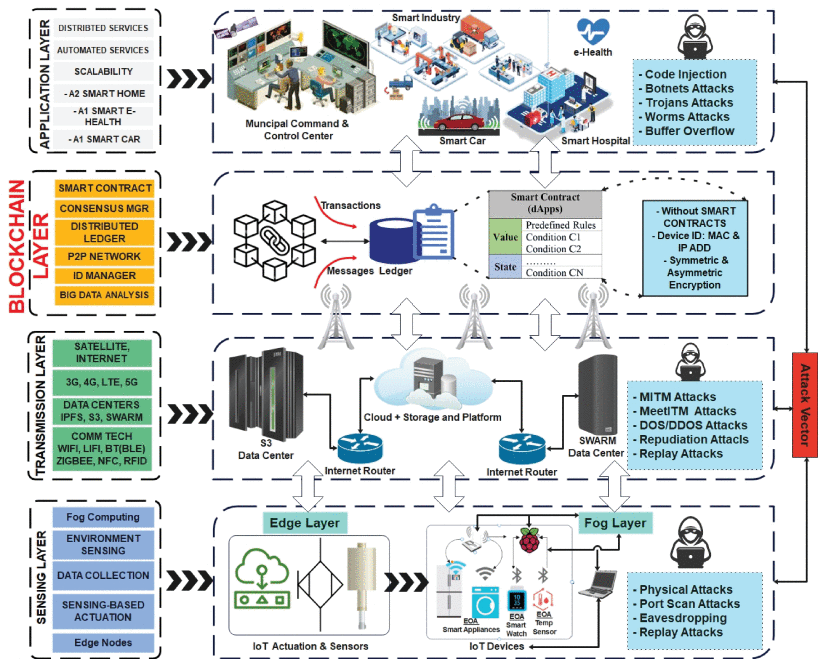 APPLICATION LAYER
DISTRIBTED SERVICES
AUTOMATED SERVICES
SCALABILITY
- A2 SMART HOME
- A1 SMART E-
HEALTH
- A1 SMART CAR
Smart Industry
e-Health
Muncipal Command &
Control Center
Smart Car
Smart Hospital
- Code Injection
- Botnets Attacks
- Trojans Attacks
- Worms Attacks
- Buffer Overflow
BLOCKCHAIN
LAYER
SMART CONTRACT
CONSENSUS MGR
DISTRIBUTED
LEDGER
P2P NETWORK
ID MANAGER
BIG DATA ANALYSIS
Transactions
Messages
Ledger
Smart Contract
(dApps)
Value
Predefined Rules
Condition C1
Condition C2
State
.........
Condition CN
- Without SMART
CONTRACTS
- Device ID: MAC &
IP ADD
- Symmetric &
Asymmetric
Encryption
TRANSMISSION LAYER
SATELLITE,
INTERNET
3G, 4G, LTE, 5G
DATA CENTERS
IPFS, S3, SWARM
COMM TECH
WIFI, LIFI, BT(BLE)
ZIGBEE, NFC, RFID
S3
Data Center
Internet Router
Cloud + Storage and Platform
Internet Router
SWARM
Data Center
- MITM Attacks
- MeetITM Attacks
- DOS/DDOS Attacks
- Repudiation Attacls
- Replay Attacks
Attack Vector
SENSING LAYER
Fog Computing
ENVIRONMENT
SENSING
DATA COLLECTION
SENSING-BASED
ACTUATION
Edge Nodes
Edge Layer
IoT Actuation & Sensors
Fog Layer
EOA
Smart Appliances
EOA
Smart
Watch
EOA
Temp
Sensor
IoT Devices
- Physical Attacks
- Port Scan Attacks
- Eavesdropping
- Replay Attacks